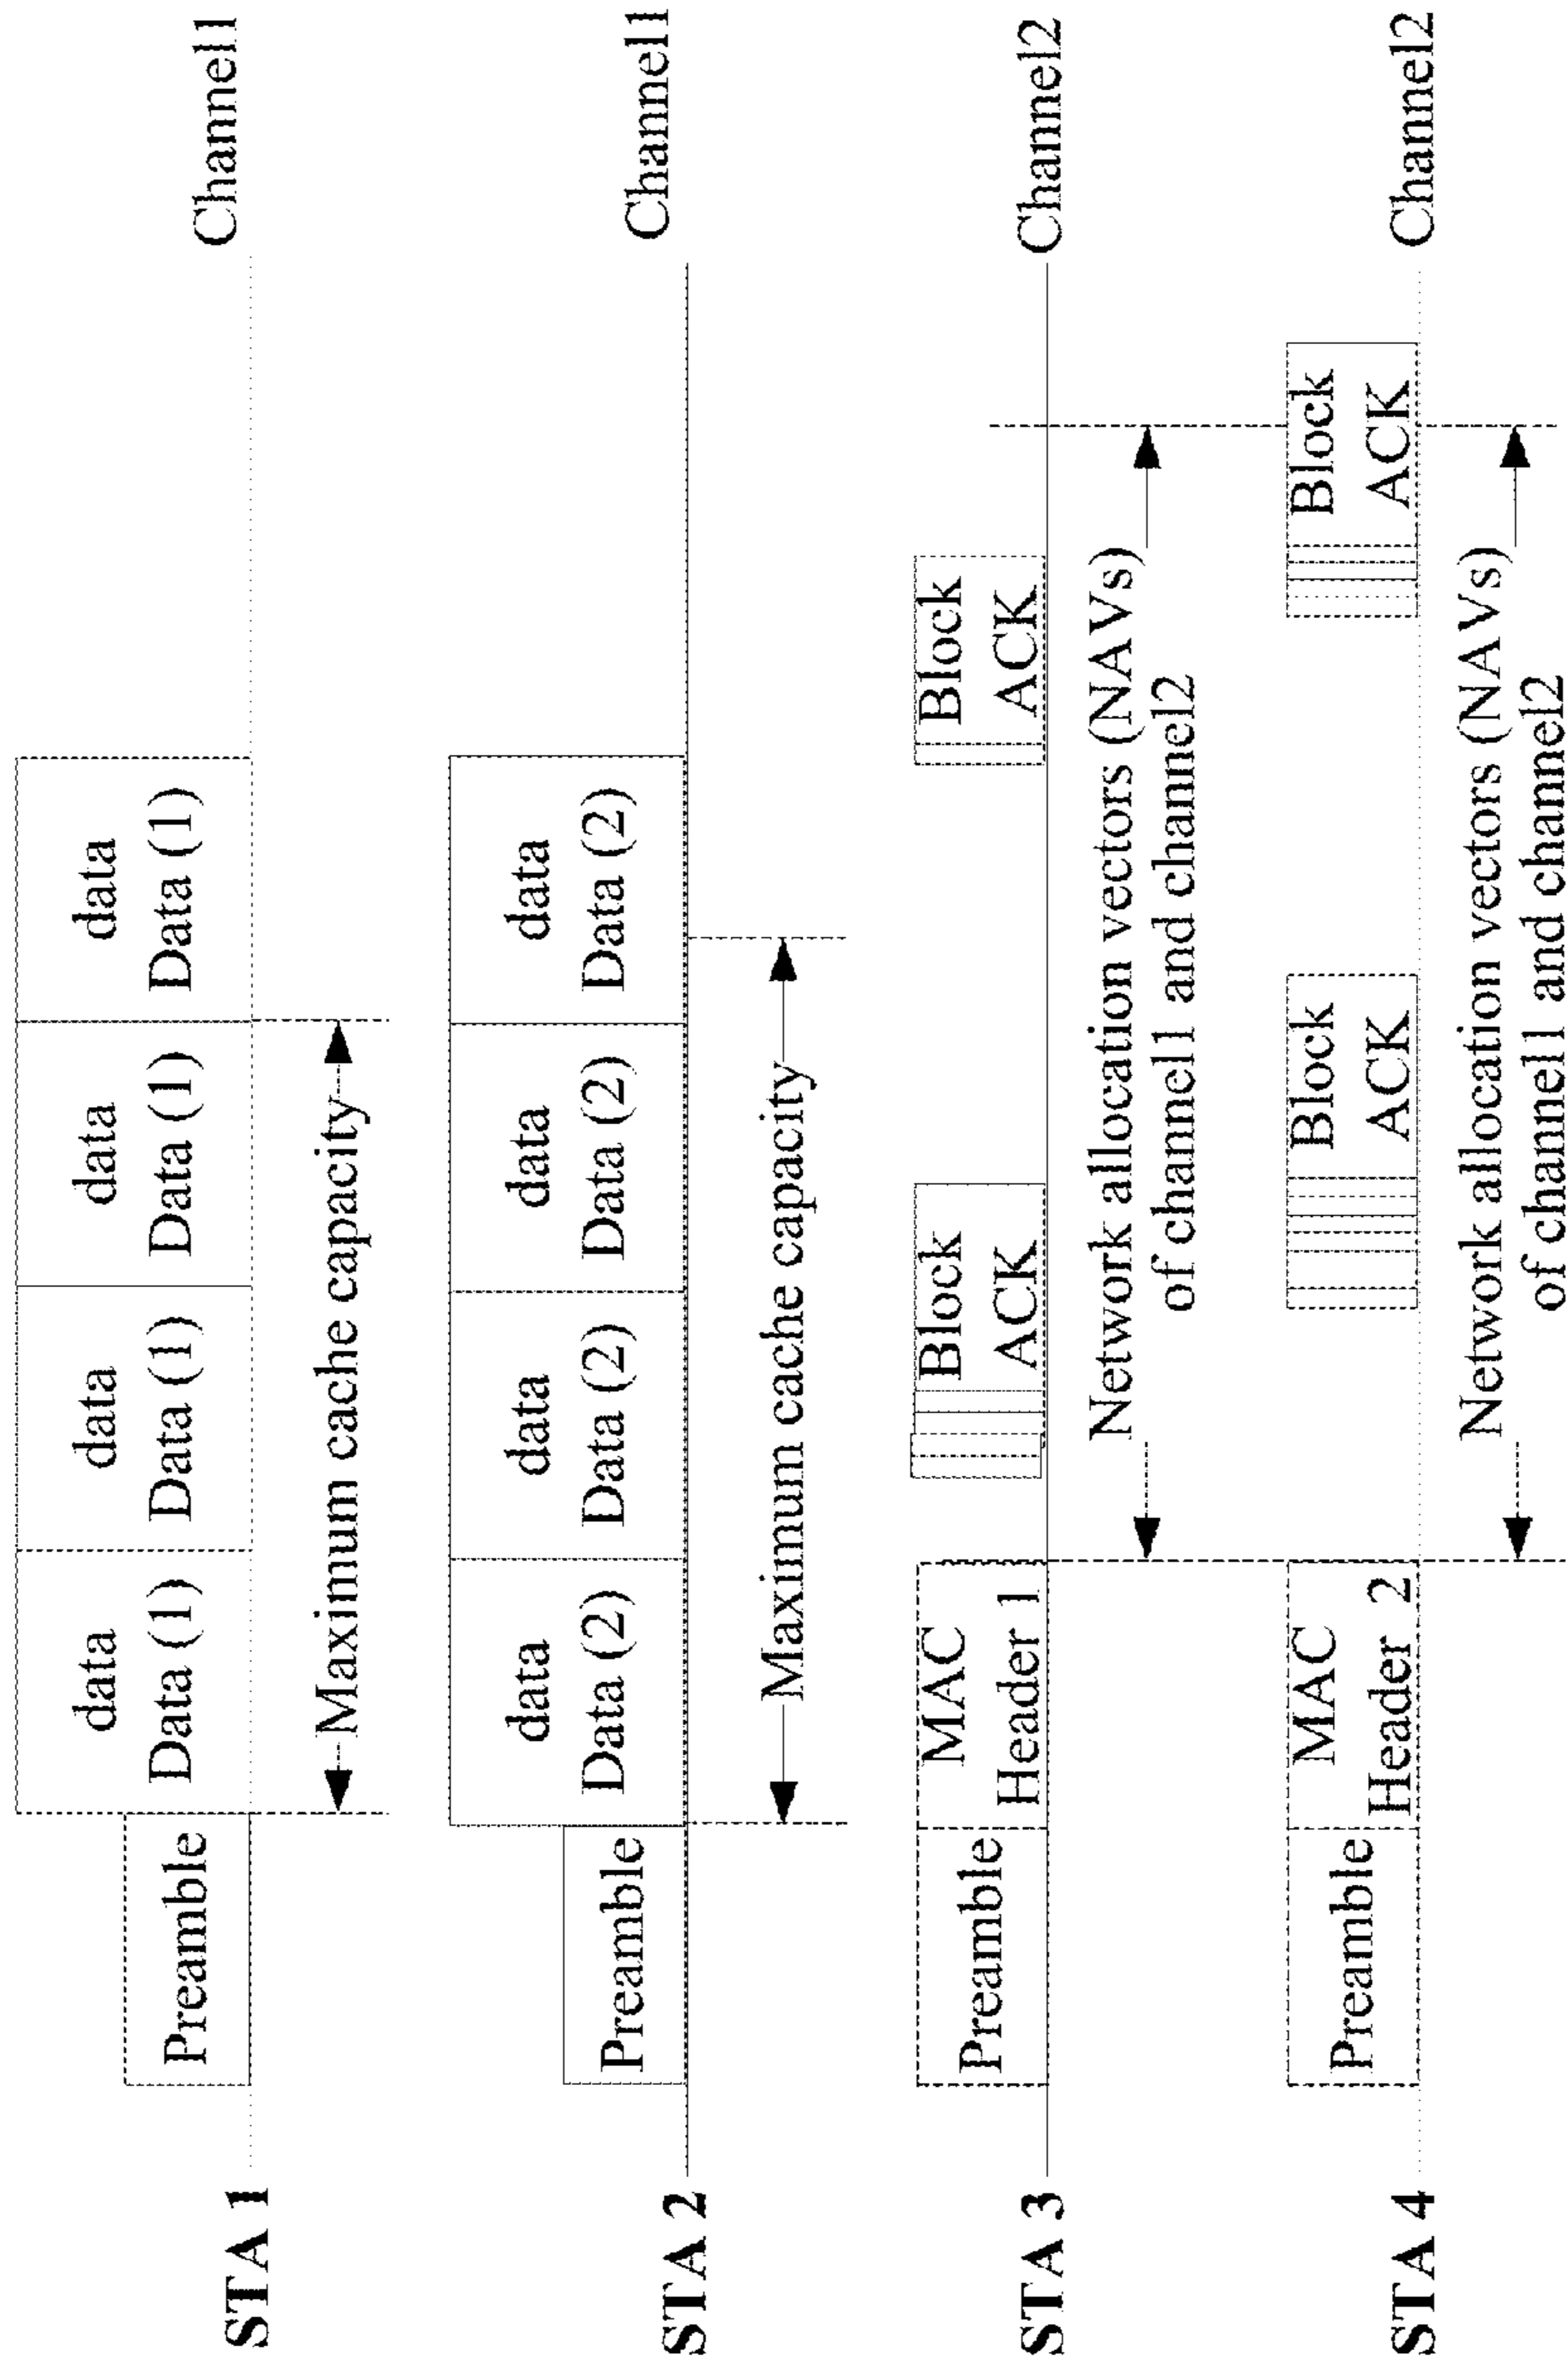 STA 1
Preamble
data
Data (1)
data
Data (1)
data
Data (1)
data
Data (1)
Channel1
Maximum cache capacity
STA 2
Preamble
data
Data (2)
data
Data (2)
data
Data (2)
data
Data (2)
Channel1
Maximum cache capacity
STA 3
Preamble
MAC
Header 1
Block
ACK
Block
ACK
Channel2
Network allocation vectors (NAVs)
of channel1 and channel2
STA 4
Preamble
MAC
Header 2
Block
ACK
Block
ACK
Channel2
Network allocation vectors (NAVs)
of channel1 and channel2